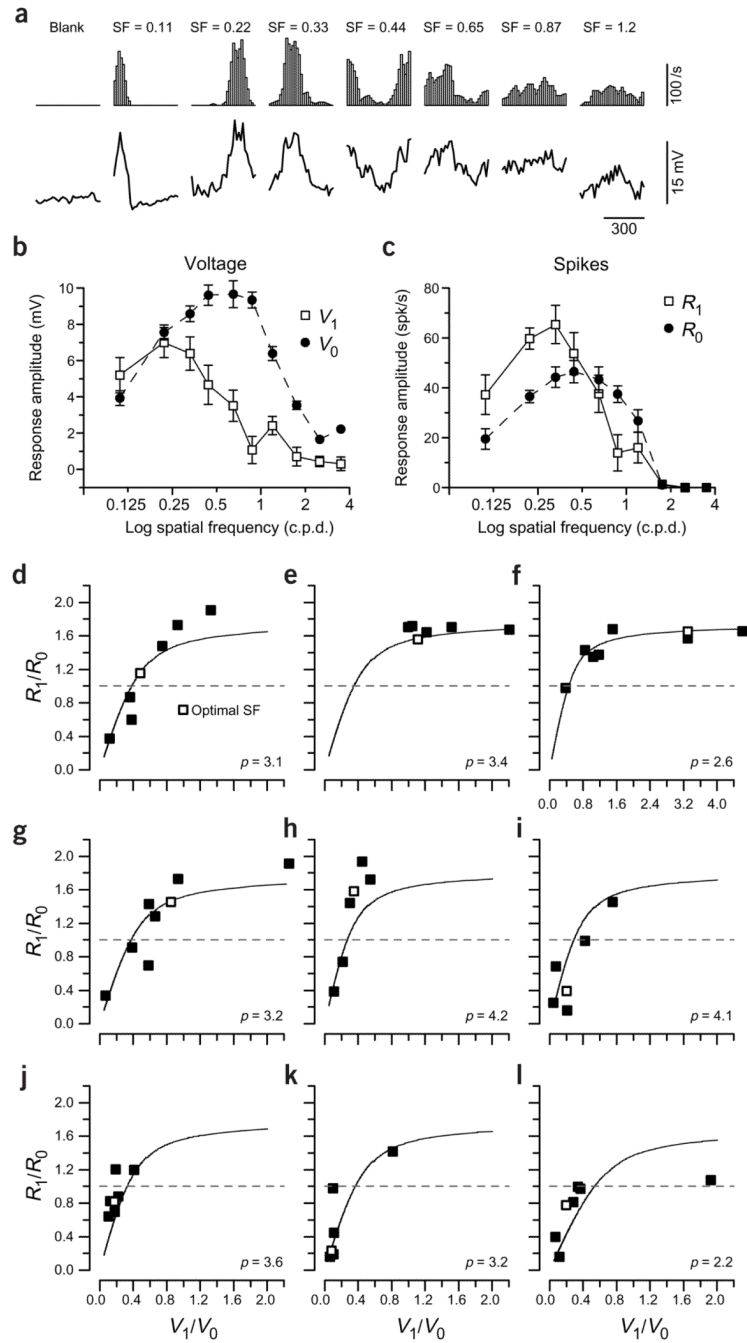 a
Blank SF = 0.11 SF = 0.22 SF = 0.33 SF = 0.44 SF = 0.65 SF = 0.87 SF = 1.2
100 /s
15 mV
300
b Voltage
Response amplitude (mV)
10
8
6
4
2
0
V1
V0
0.125 0.25 0.5 1 2 4
Log spatial frequency (c.p.d.)
c Spikes
Response amplitude (spk/s)
80
60
40
20
0
R1
R0
0.125 0.25 0.5 1 2 4
Log spatial frequency (c.p.d.)
d
R1/R0
2.0
1.6
1.2
0.8
0.4
0.0
Optimal SF
p = 3.1
e
p = 3.4
f
p = 2.6
0.0 0.8 1.6 2.4 3.2 4.0
g
R1/R0
2.0
1.6
1.2
0.8
0.4
0.0
p = 3.2
h
p = 4.2
i
p = 4.1
j
R1/R0
2.0
1.6
1.2
0.8
0.4
0.0
p = 3.6
0.0 0.4 0.8 1.2 1.6 2.0
V1/V0
k
p = 3.2
0.0 0.4 0.8 1.2 1.6 2.0
V1/V0
l
p = 2.2
0.0 0.4 0.8 1.2 1.6 2.0
V1/V0